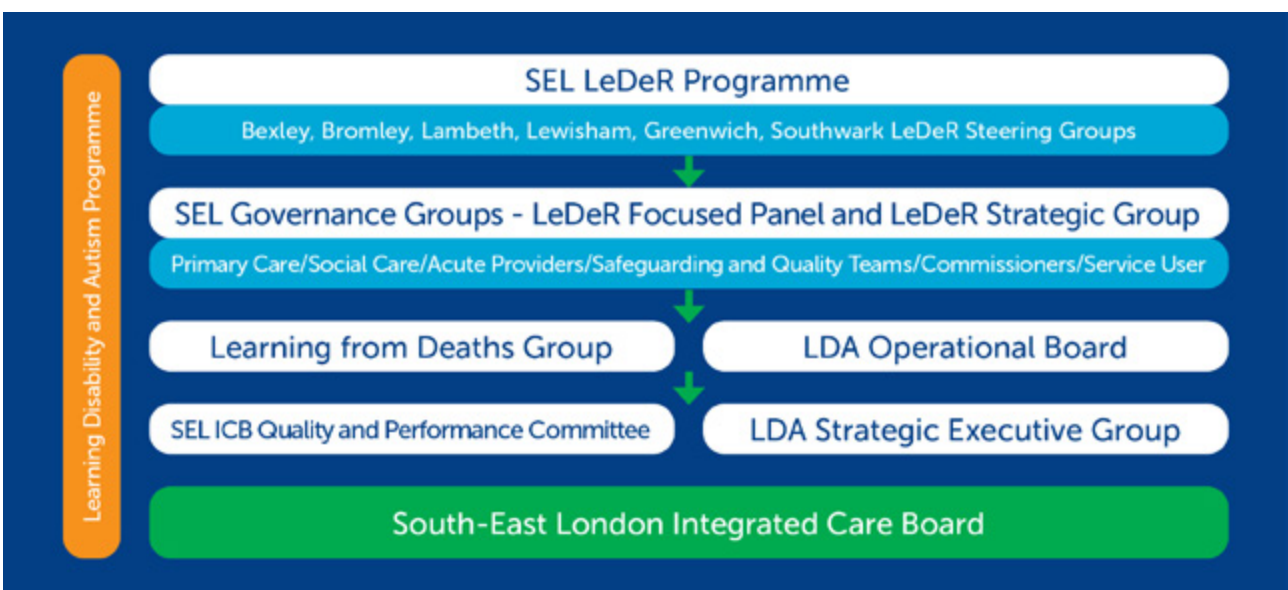 Learning Disability and Autism Programme
SEL LeDeR Programme
Bexley, Bromley, Lambeth, Lewisham, Greenwich, Southwark LeDeR Steering Groups
SEL Governance Groups - LeDeR Focused Panel and LeDeR Strategic Group
Primary Care/Social Care/Acute Providers/Safeguarding and Quality Teams/Commissioners/Service User
Learning from Deaths Group
LDA Operational Board
SEL ICB Quality and Performance Committee
LDA Strategic Executive Group
South-East London Integrated Care Board